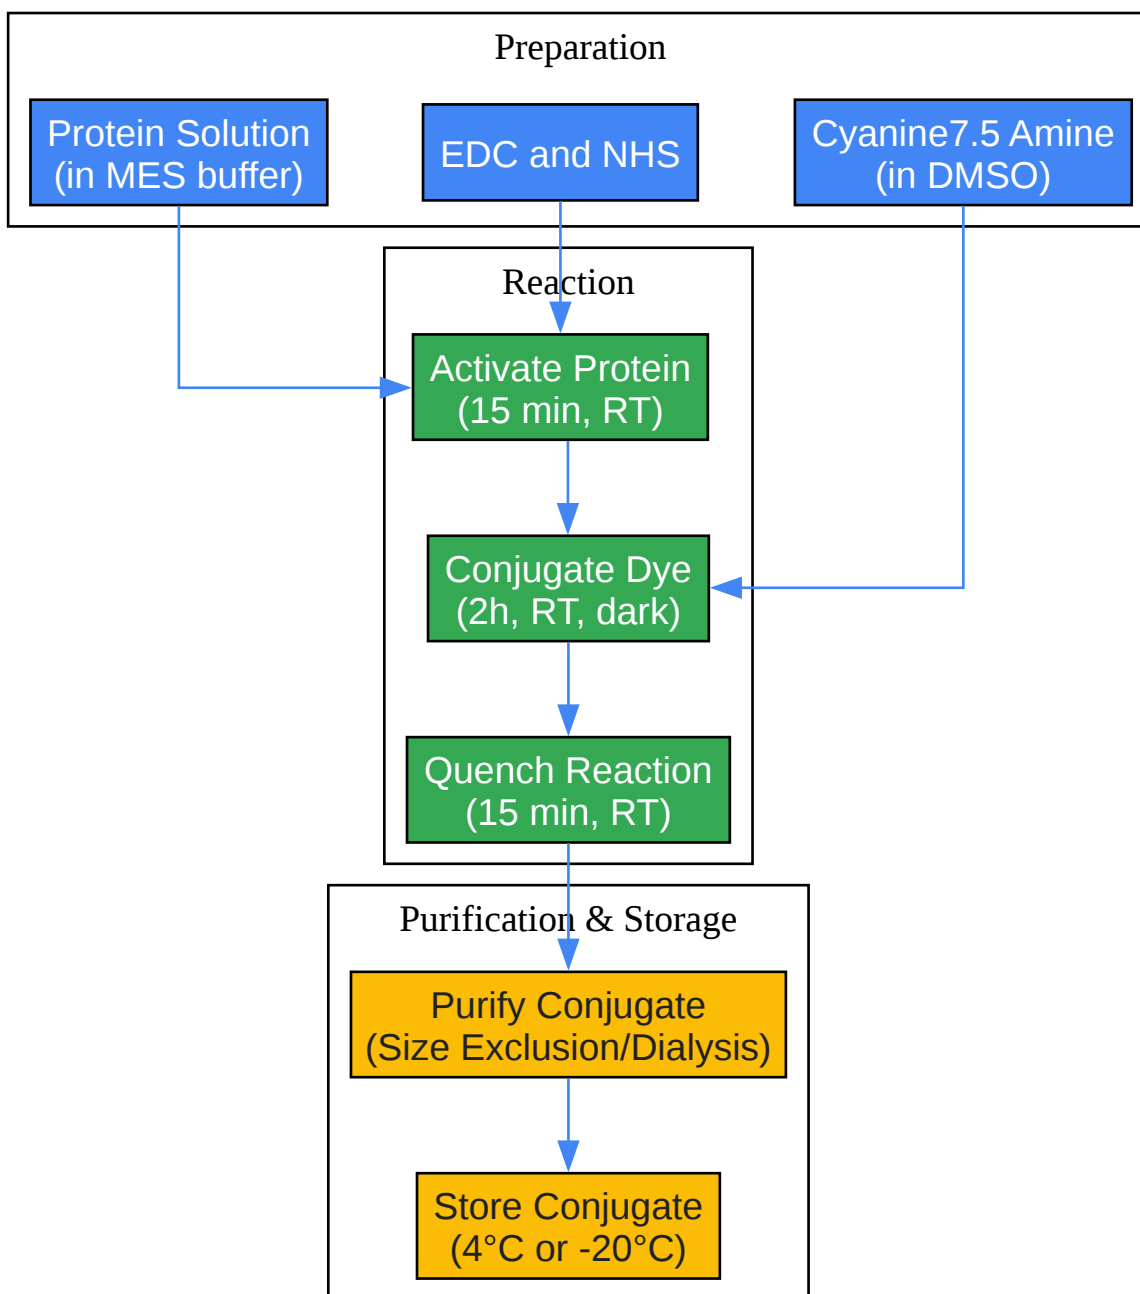 Preparation
Protein Solution
(in MES buffer)
EDC and NHS
Cyanine7.5 Amine
(in DMSO)
Reaction
Activate Protein
(15 min, RT)
Conjugate Dye
(2h, RT, dark)
Quench Reaction
(15 min, RT)
Purification & Storage
Purify Conjugate
(Size Exclusion/Dialysis)
Store Conjugate
(4°C or -20°C)